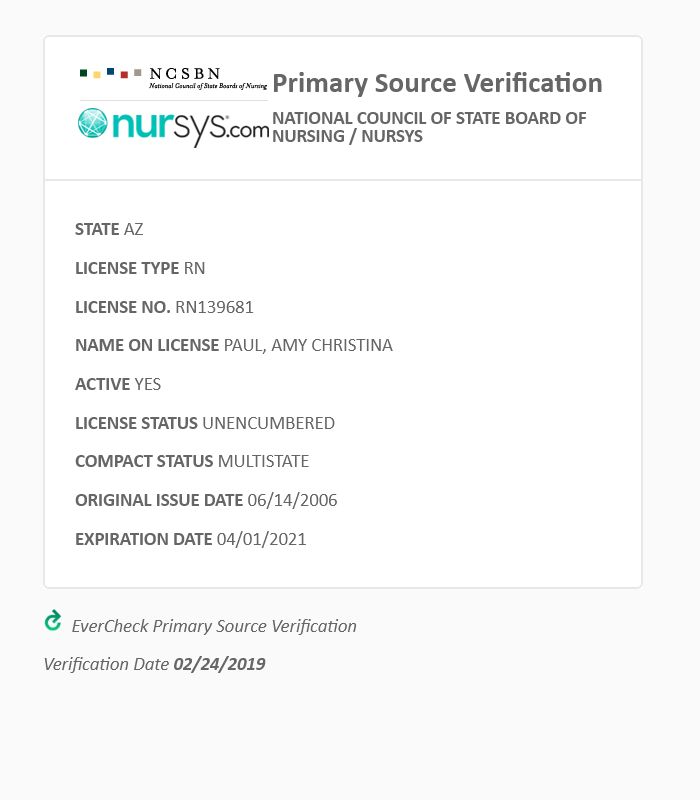 NCSBN
National Council of State Boards of Nursing
nursys.com
Primary Source Verification
NATIONAL COUNCIL OF STATE BOARD OF
NURSING / NURSYS
STATE AZ
LICENSE TYPE RN
LICENSE NO. RN139681
NAME ON LICENSE PAUL, AMY CHRISTINA
ACTIVE YES
LICENSE STATUS UNENCUMBERED
COMPACT STATUS MULTISTATE
ORIGINAL ISSUE DATE 06/14/2006
EXPIRATION DATE 04/01/2021
EverCheck Primary Source Verification
Verification Date 02/24/2019